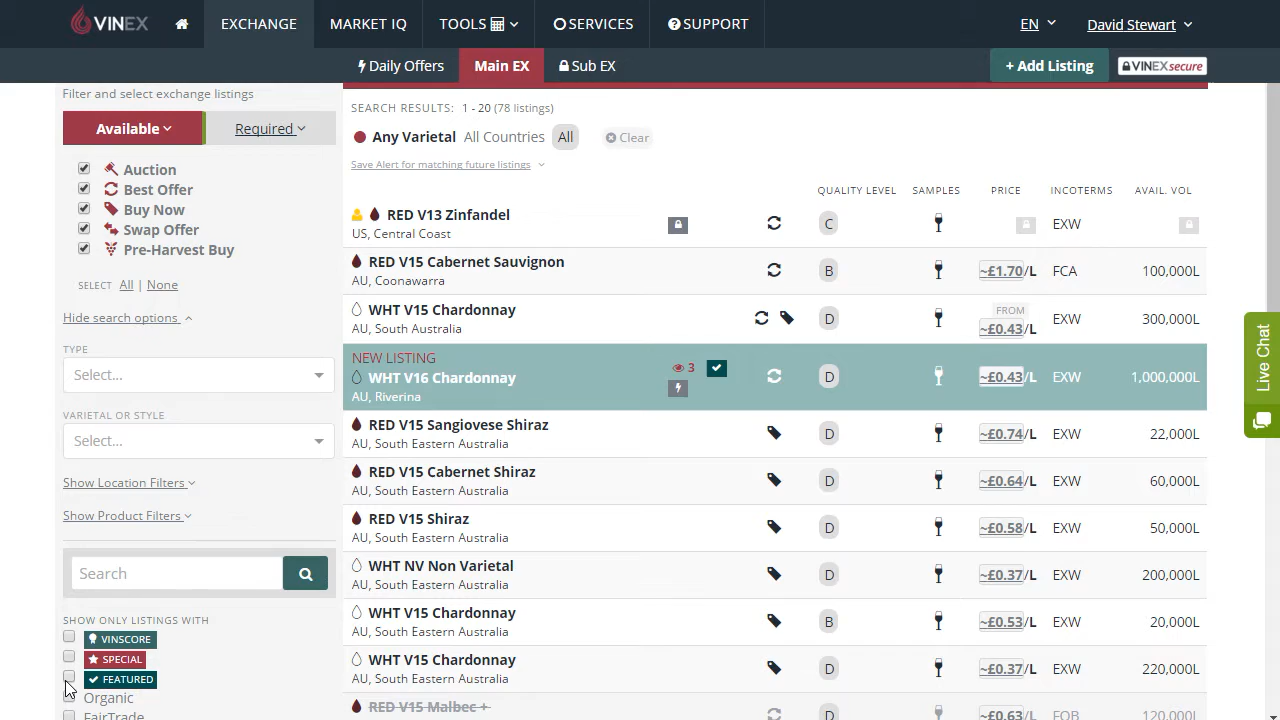 VINEX
EXCHANGE
MARKET IQ
TOOLS
SERVICES
SUPPORT
EN
David Stewart
Daily Offers
Main EX
Sub EX
+ Add Listing
VINEX secure
Filter and select exchange listings
Available
Required
Auction
Best Offer
Buy Now
Swap Offer
Pre-Harvest Buy
SELECT All | None
Hide search options
TYPE
Select...
VARIETAL OR STYLE
Select...
Show Location Filters
Show Product Filters
Search
SHOW ONLY LISTINGS WITH
VINSCORE
SPECIAL
FEATURED
Organic
FairTrade
SEARCH RESULTS: 1 - 20 (78 listings)
Any Varietal All Countries All Clear
Save Alert for matching future listings
QUALITY LEVEL SAMPLES PRICE INCOTERMS AVAIL. VOL
RED V13 Zinfandel
US, Central Coast
C EXW
RED V15 Cabernet Sauvignon
AU, Coonawarra
B ~£1.70/L FCA 100,000L
WHT V15 Chardonnay
AU, South Australia
D FROM ~£0.43/L EXW 300,000L
NEW LISTING
WHT V16 Chardonnay
AU, Riverina
3 D ~£0.43/L EXW 1,000,000L
RED V15 Sangiovese Shiraz
AU, South Eastern Australia
D ~£0.74/L EXW 22,000L
RED V15 Cabernet Shiraz
AU, South Eastern Australia
D ~£0.64/L EXW 60,000L
RED V15 Shiraz
AU, South Eastern Australia
D ~£0.58/L EXW 50,000L
WHT NV Non Varietal
AU, South Eastern Australia
D ~£0.37/L EXW 200,000L
WHT V15 Chardonnay
AU, South Eastern Australia
B ~£0.53/L EXW 20,000L
WHT V15 Chardonnay
AU, South Eastern Australia
D ~£0.37/L EXW 220,000L
RED V15 Malbec +
D ~£0.63/L FOB 120,000L
Live Chat